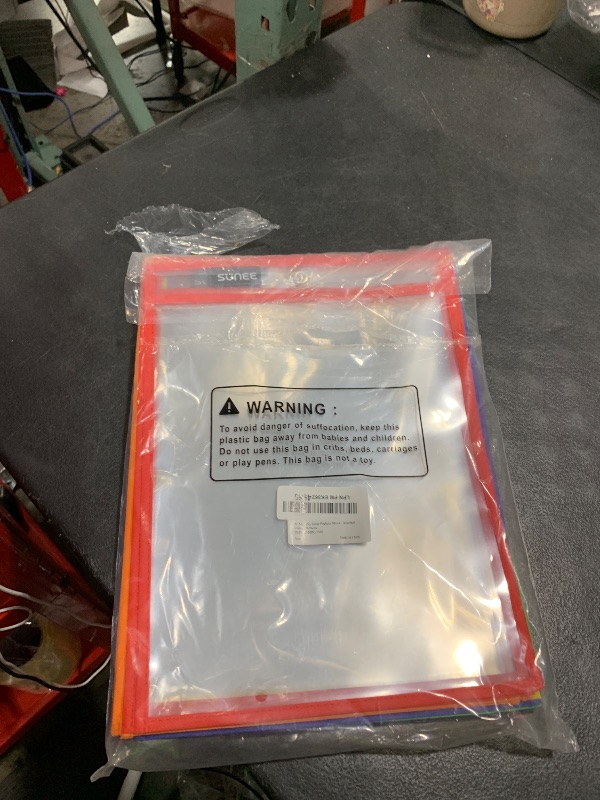 SUNEE
WARNING :
To avoid danger of suffocation, keep this
plastic bag away from babies and children.
Do not use this bag in cribs, beds, carriages
or play pens. This bag is not a toy.